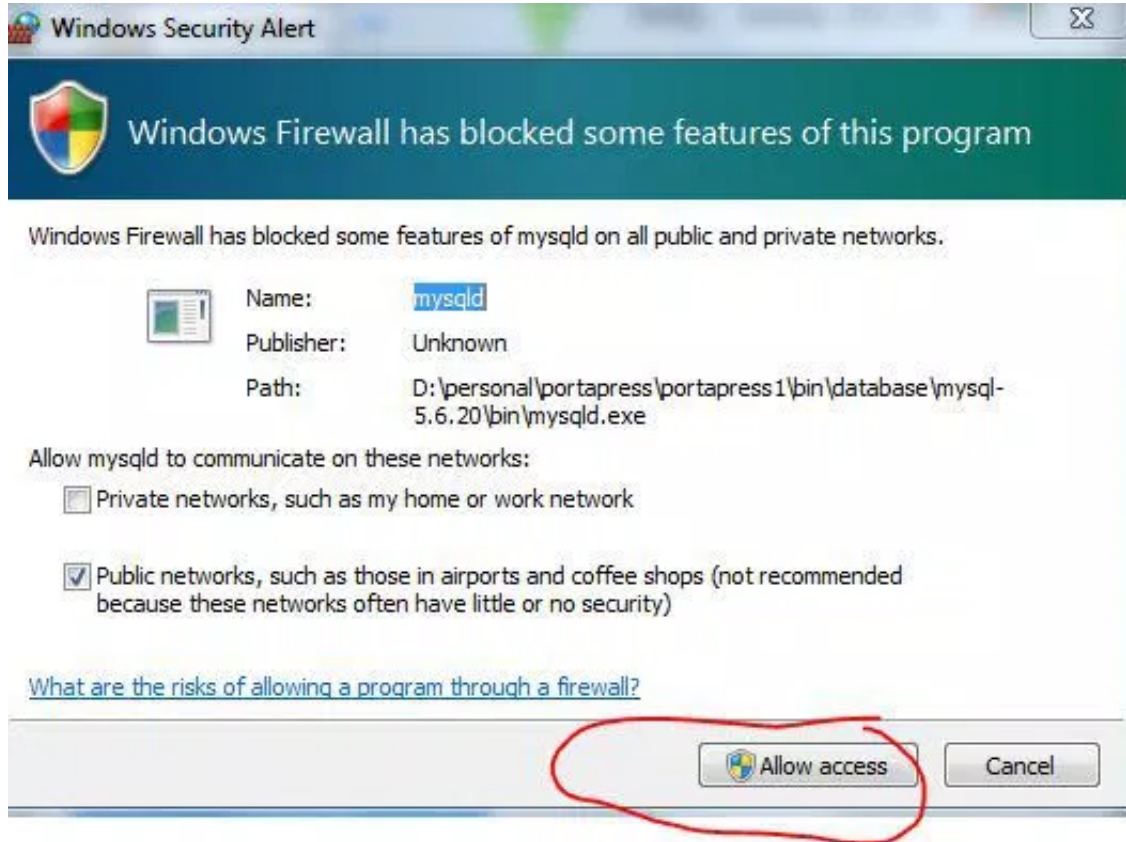 Windows Security Alert
Windows Firewall has blocked some features of this program
Windows Firewall has blocked some features of mysqld on all public and private networks.
Name: mysqld
Publisher: Unknown
Path: D:\personal\portapress\portapress1\bin\database\mysql-
5.6.20\bin\mysqld.exe
Allow mysqld to communicate on these networks:
Private networks, such as my home or work network
Public networks, such as those in airports and coffee shops (not recommended
because these networks often have little or no security)
What are the risks of allowing a program through a firewall?
Allow access Cancel